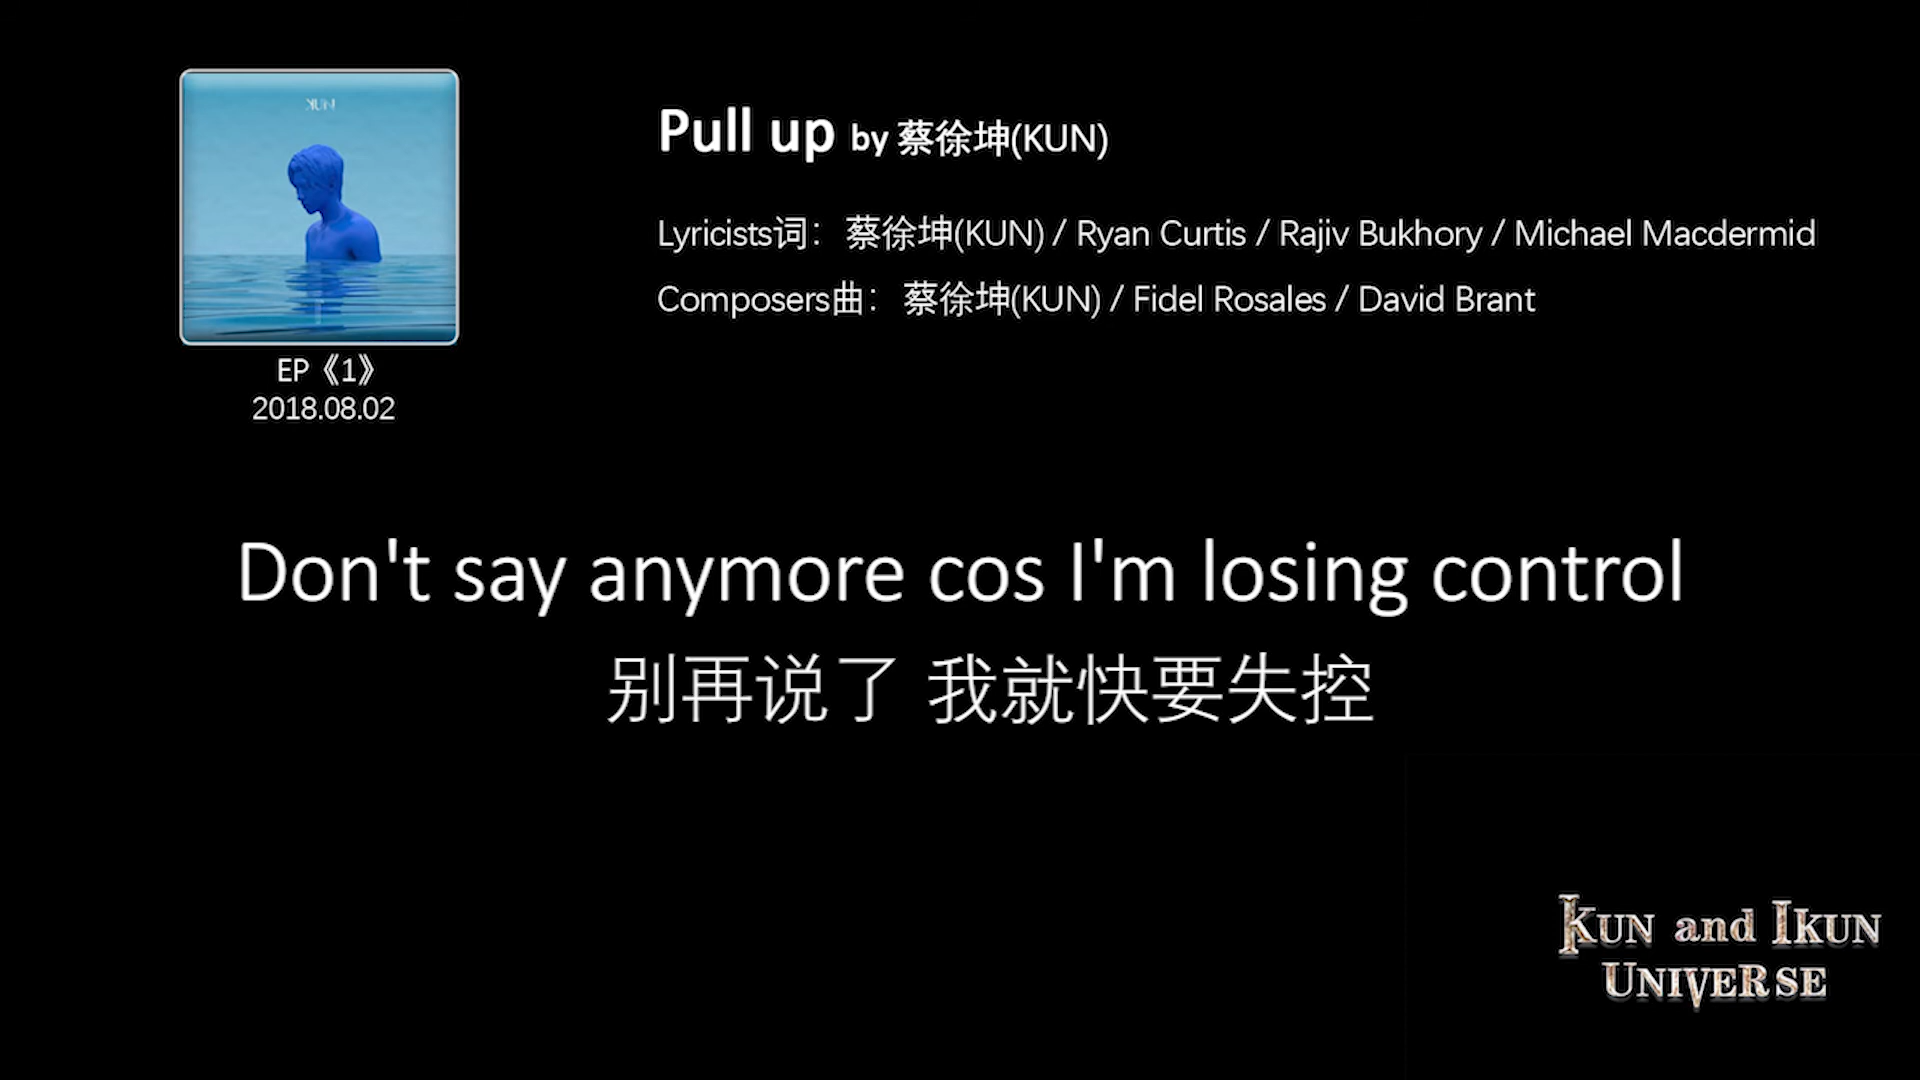 KUN
Pull up by 蔡徐坤(KUN)
Lyricists词：蔡徐坤(KUN) / Ryan Curtis / Rajiv Bukhory / Michael Macdermid
Composers曲：蔡徐坤(KUN) / Fidel Rosales / David Brant
EP《1》
2018.08.02
Don't say anymore cos I'm losing control
别再说了 我就快要失控
KUN and IKUN
UNIVERSE